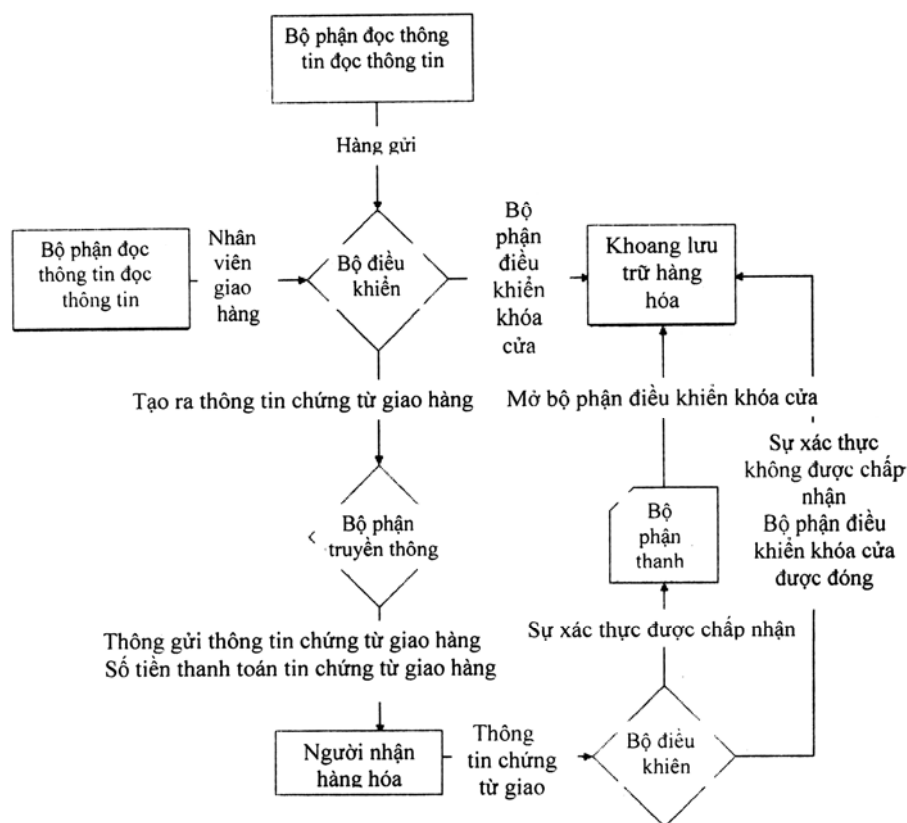 Bộ phận đọc thông
tin đọc thông tin
Hàng gửi
Bộ phận đọc
thông tin đọc
thông tin
Nhân
viên
giao
hàng
Bộ điều
khiển
Bộ
phận
điều
khiển
khóa
cửa
Khoang lưu
trữ hàng
hóa
Tạo ra thông tin chứng từ giao hàng
Mở bộ phận điều khiển khóa cửa
Bộ phận
truyền thông
Bộ
phận
thanh
Sự xác thực
không được chấp
nhận
Bộ phận điều
khiển khóa cửa
được đóng
Thông gửi thông tin chứng từ giao hàng
Số tiền thanh toán tin chứng từ giao hàng
Sự xác thực được chấp nhận
Người nhận
hàng hóa
Thông
tin chứng
từ giao
Bộ điều
khiên